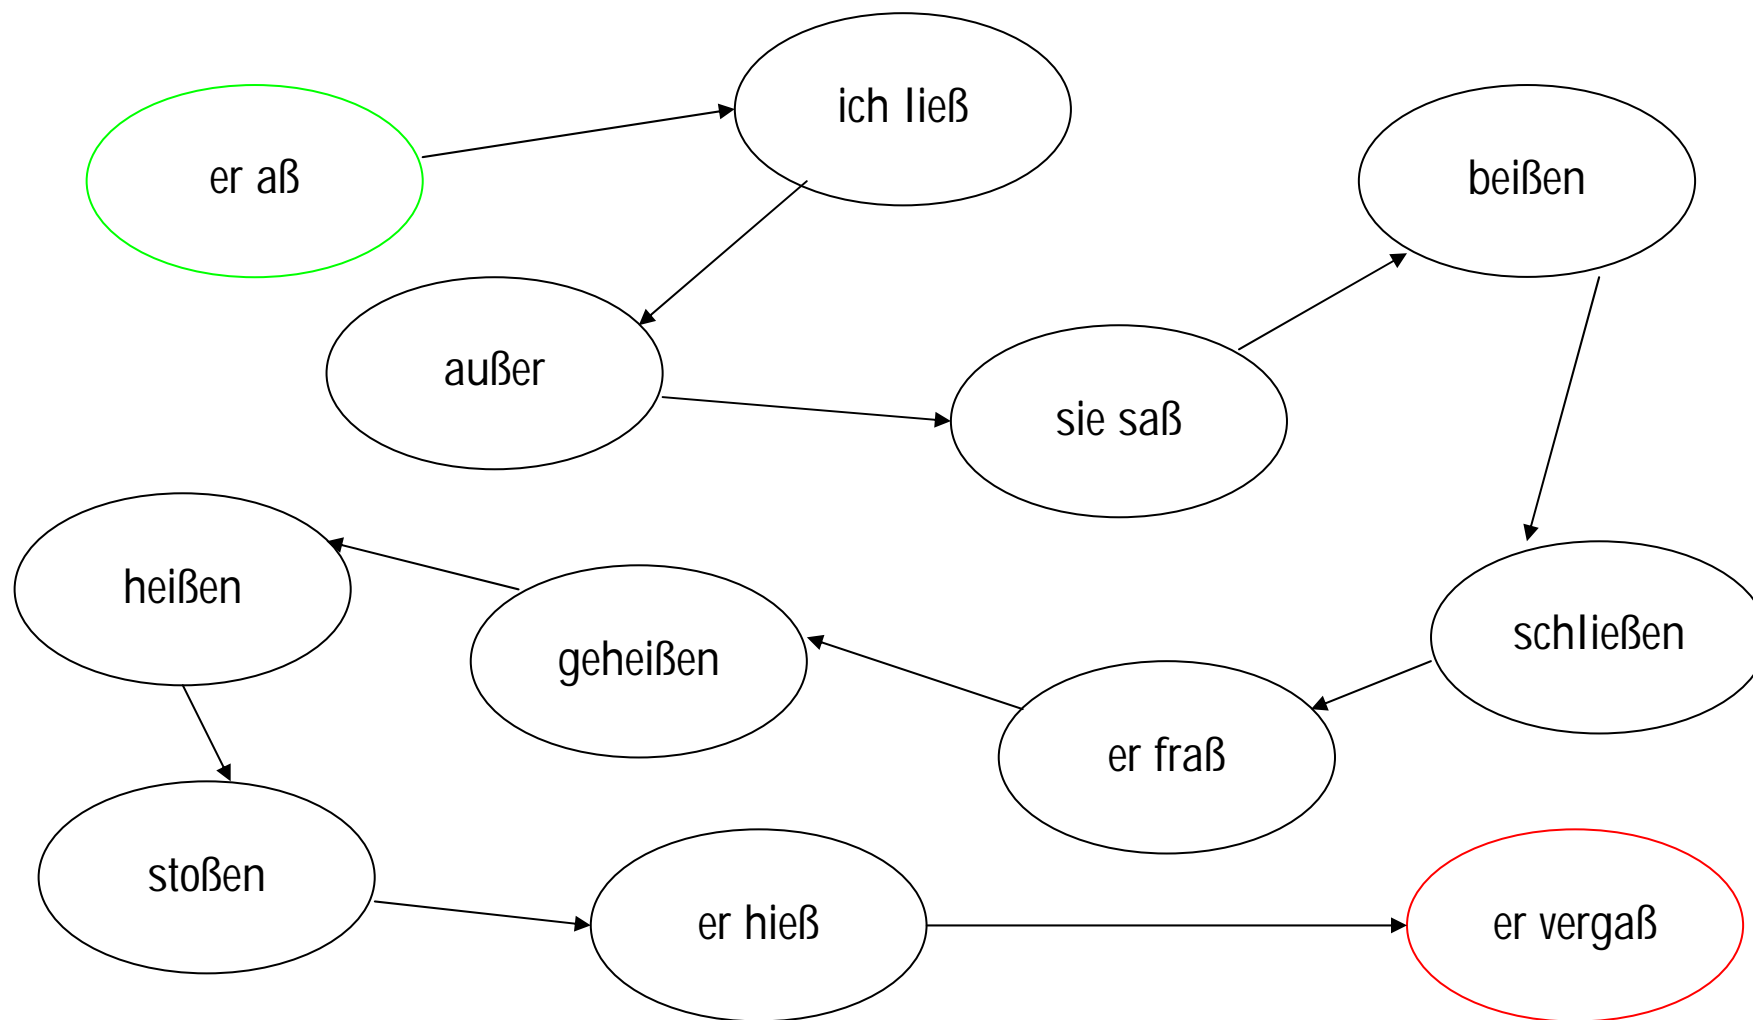 er aß
ich ließ
außer
sie saß
beißen
schließen
er fraß
geheißen
heißen
stoßen
er hieß
er vergaß